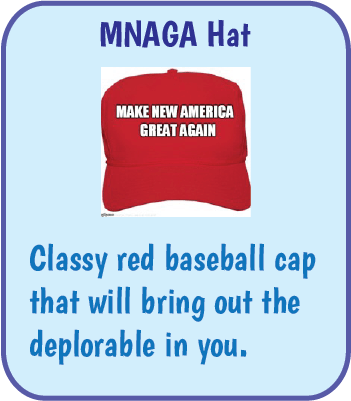 MNAGA Hat
MAKE NEW AMERICA
GREAT AGAIN
Classy red baseball cap
that will bring out the
deplorable in you.